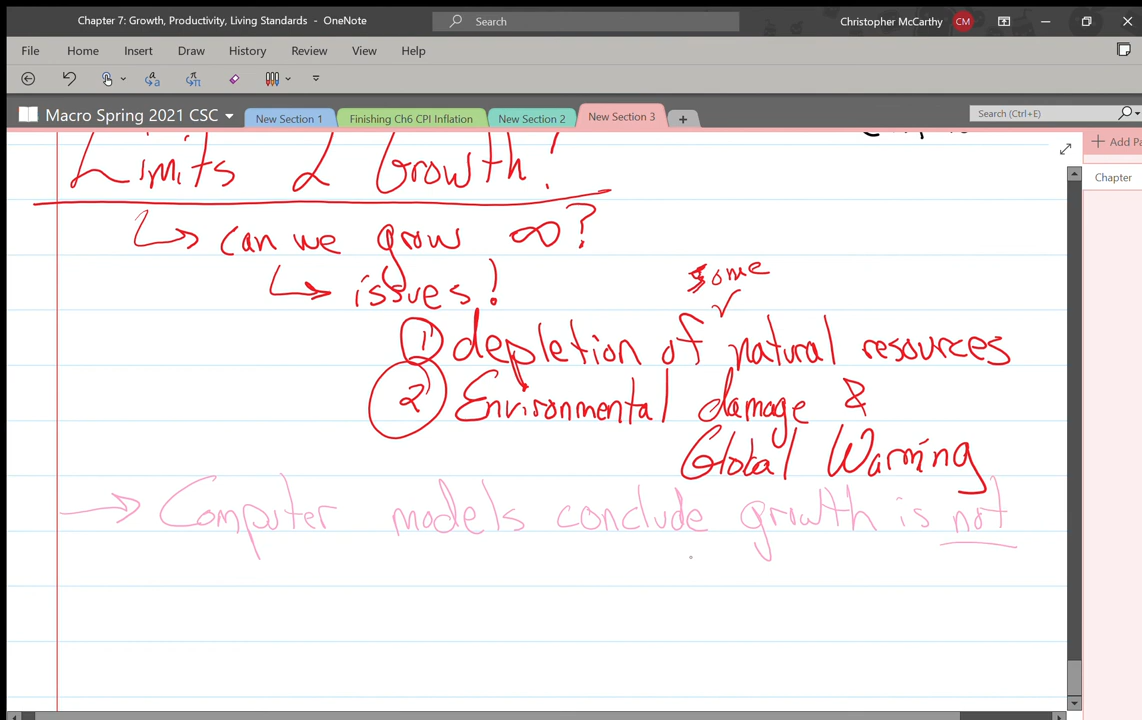 Chapter 7: Growth, Productivity, Living Standards - OneNote
Search
Christopher McCarthy CM
File Home Insert Draw History Review View Help
Macro Spring 2021 CSC
New Section 1 Finishing Ch6 CPI Inflation New Section 2 New Section 3
Search (Ctrl+E)
Add Pa
Chapter
Limits 2 Growth?
↳ can we grow ∞?
↳ issues!
some
① depletion of natural resources
② Environmental damage &
Global Warming
→ Computer models conclude growth is not